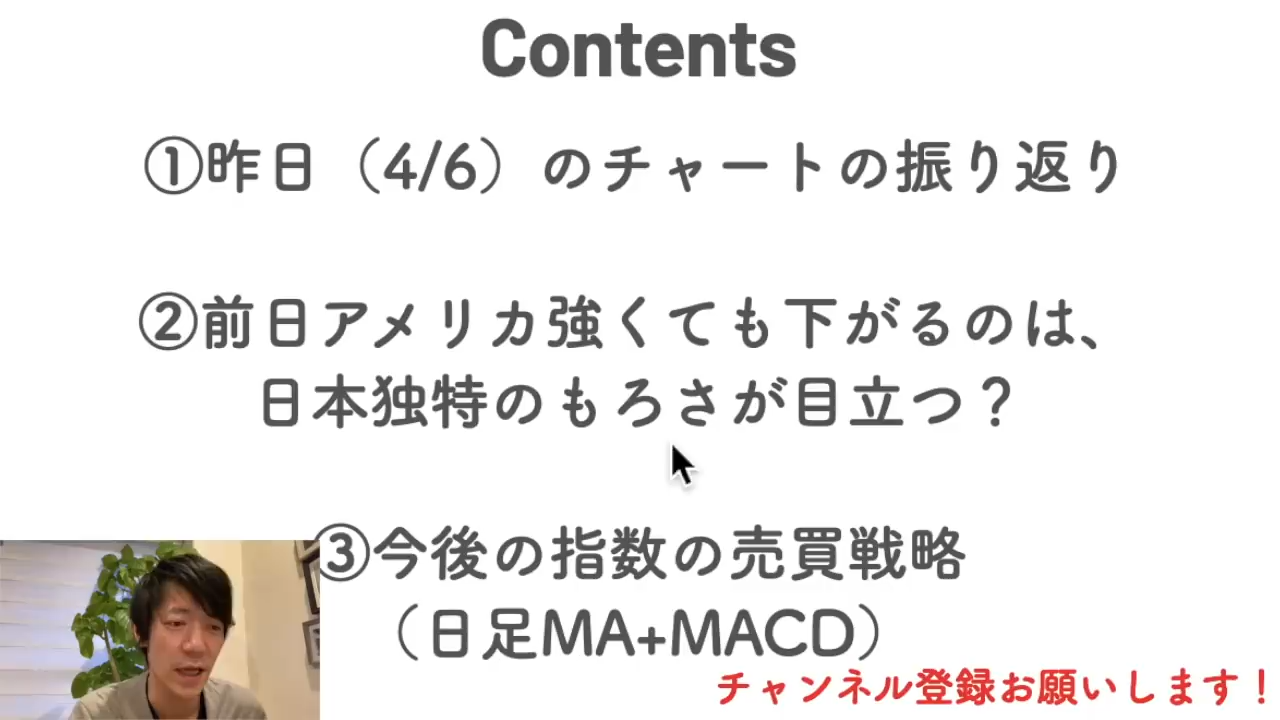 Contents
①昨日（4/6）のチャートの振り返り
②前日アメリカ強くても下がるのは、
日本独特のもろさが目立つ？
③今後の指数の売買戦略
（日足MA+MACD）
チャンネル登録お願いします！